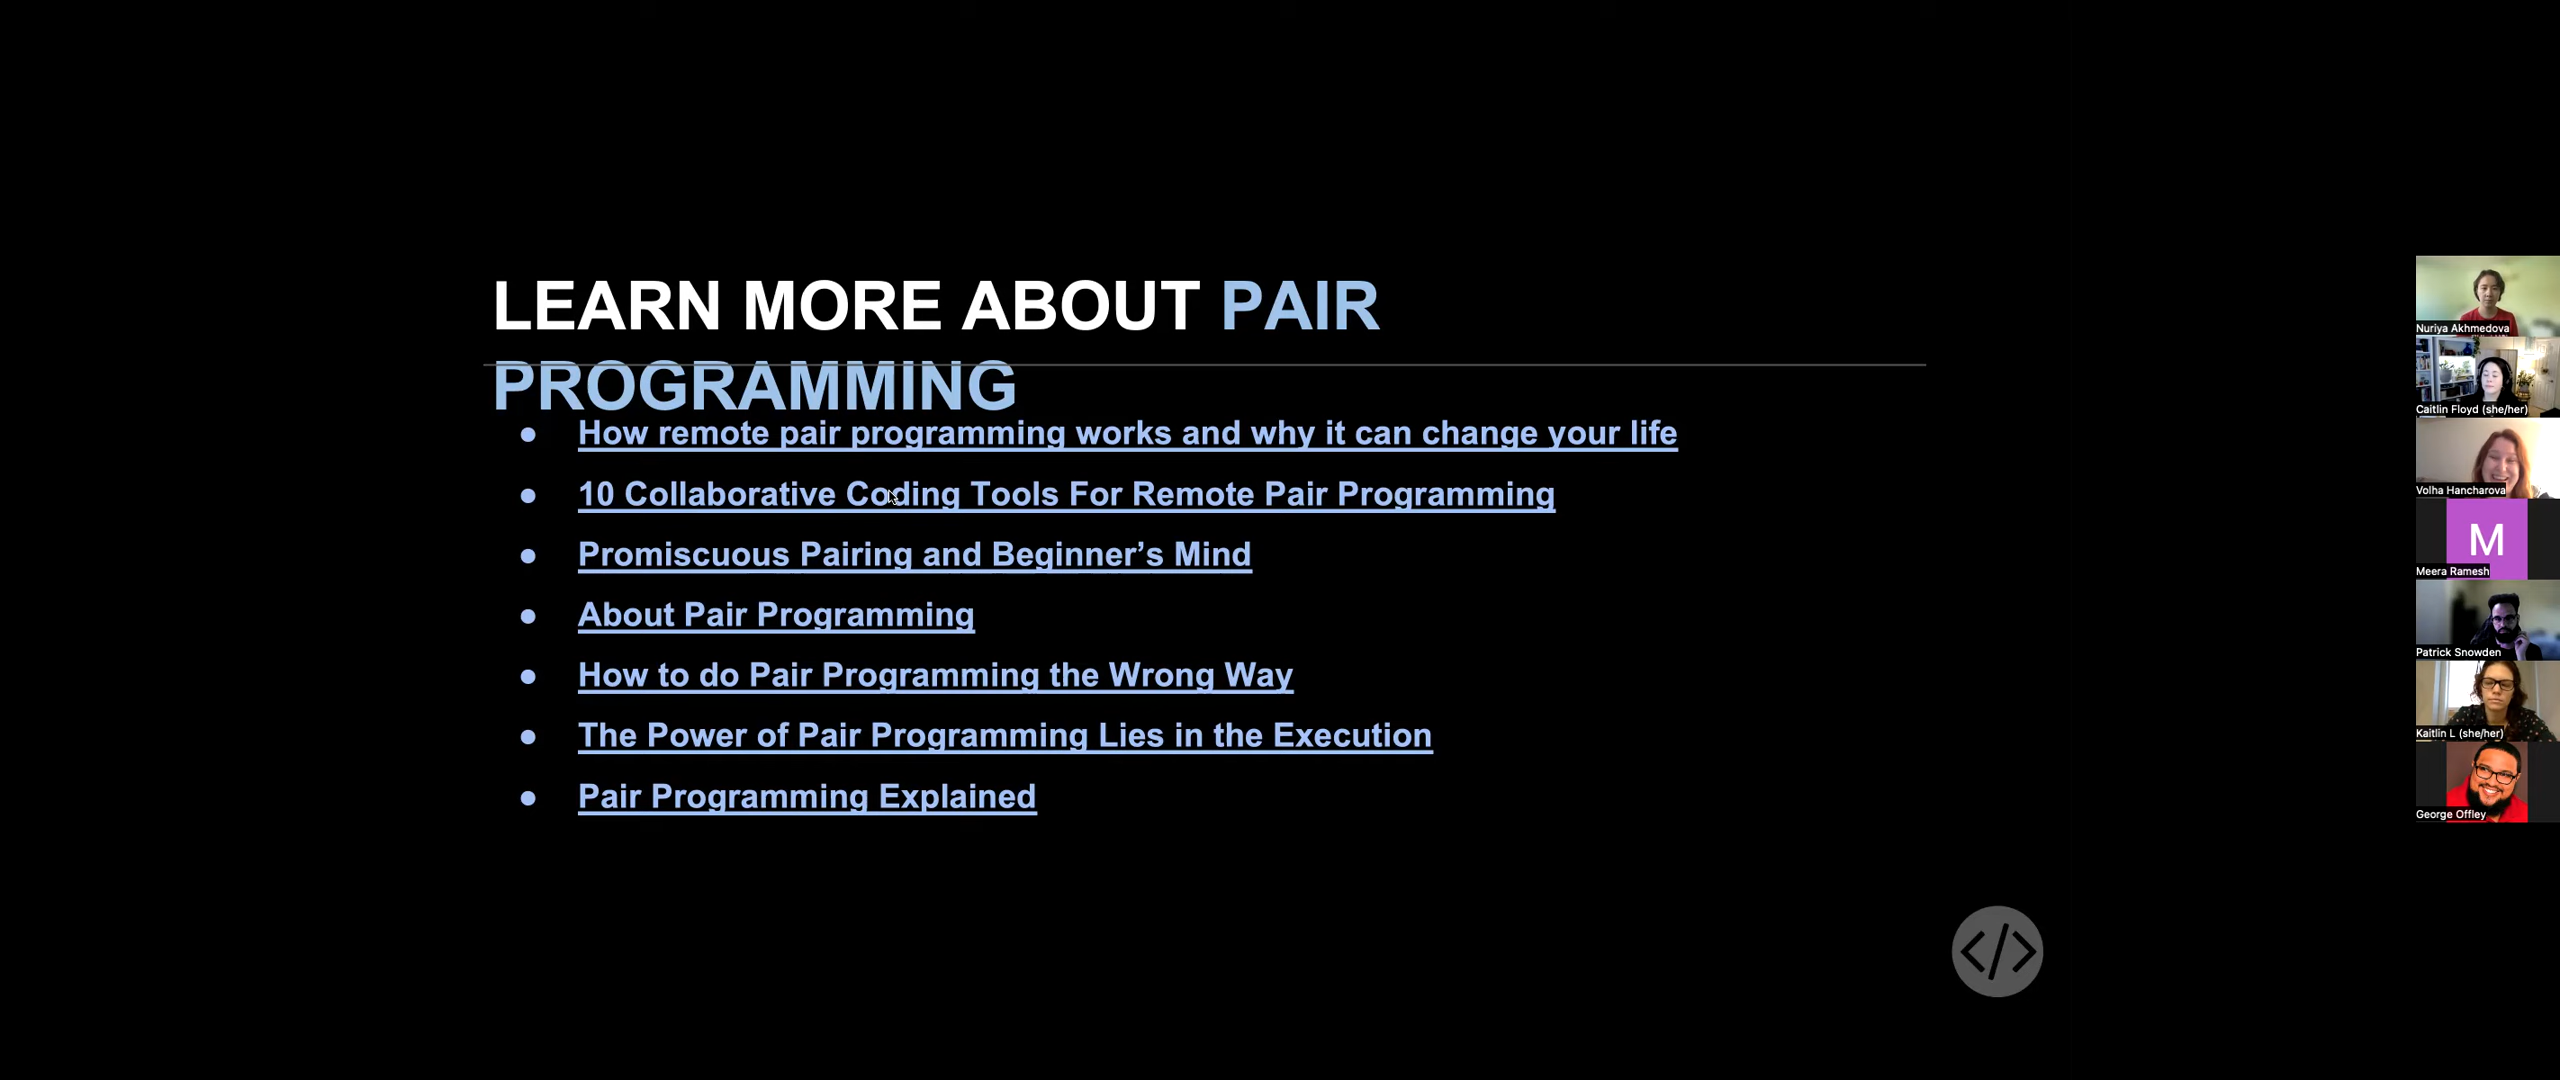 LEARN MORE ABOUT PAIR
PROGRAMMING
● How remote pair programming works and why it can change your life
● 10 Collaborative Coding Tools For Remote Pair Programming
● Promiscuous Pairing and Beginner’s Mind
● About Pair Programming
● How to do Pair Programming the Wrong Way
● The Power of Pair Programming Lies in the Execution
● Pair Programming Explained
</>
Nuriya Akhmedova
Caitlin Floyd (she/her)
Volha Hancharova
M
Meera Ramesh
Patrick Snowden
Kaitlin L (she/her)
George Offley